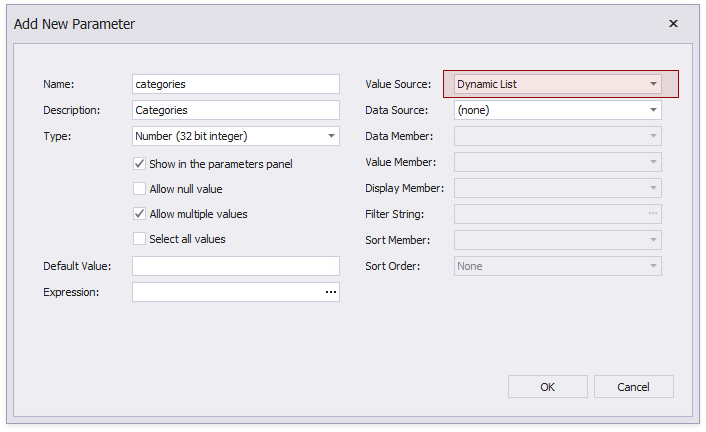 Add New Parameter
Name: categories
Description: Categories
Type: Number (32 bit integer)
Show in the parameters panel
Allow null value
Allow multiple values
Select all values
Default Value:
Expression: ...
Value Source: Dynamic List
Data Source: (none)
Data Member:
Value Member:
Display Member:
Filter String: ...
Sort Member:
Sort Order: None
OK Cancel